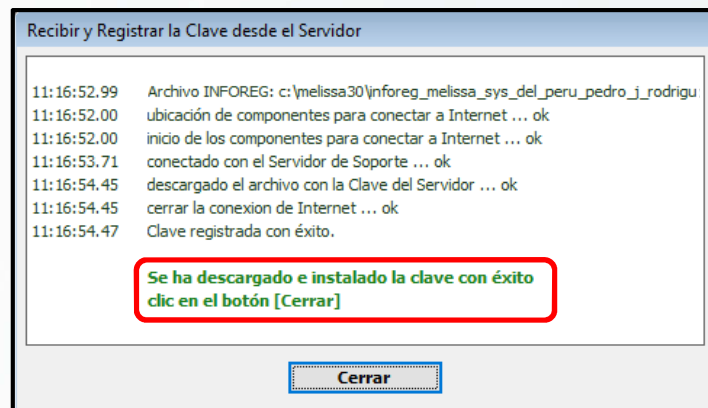 Recibir y Registrar la Clave desde el Servidor
11:16:52.99 Archivo INFOREG: c:\melissa30\inforeg_melissa_sys_del_peru_pedro_j_rodrigu
11:16:52.00 ubicación de componentes para conectar a Internet ... ok
11:16:52.00 inicio de los componentes para conectar a Internet ... ok
11:16:53.71 conectado con el Servidor de Soporte ... ok
11:16:54.45 descargado el archivo con la Clave del Servidor ... ok
11:16:54.45 cerrar la conexion de Internet ... ok
11:16:54.47 Clave registrada con éxito.
Se ha descargado e instalado la clave con éxito
clic en el botón [Cerrar]
Cerrar